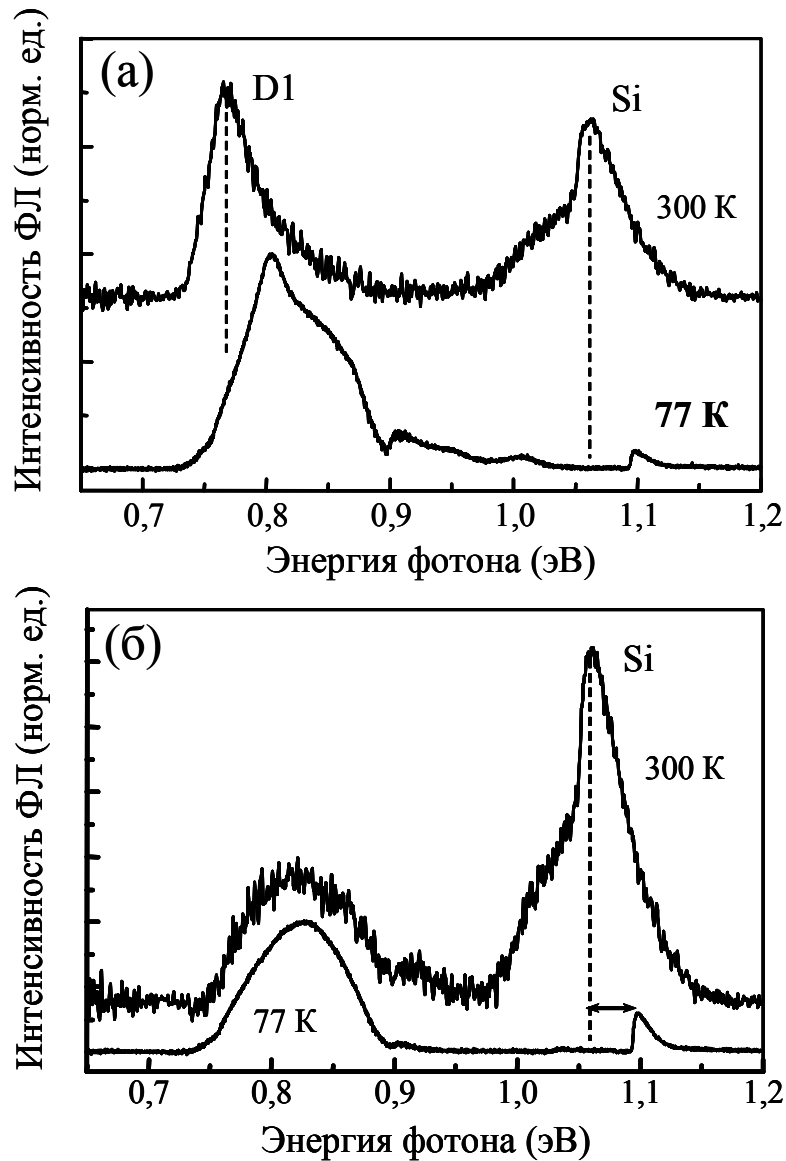 (а)
D1
Si
300 К
77 К
Интенсивность ФЛ (норм. ед.)
0,7 0,8 0,9 1,0 1,1 1,2
Энергия фотона (эВ)
(б)
Si
300 К
77 К
Интенсивность ФЛ (норм. ед.)
0,7 0,8 0,9 1,0 1,1 1,2
Энергия фотона (эВ)